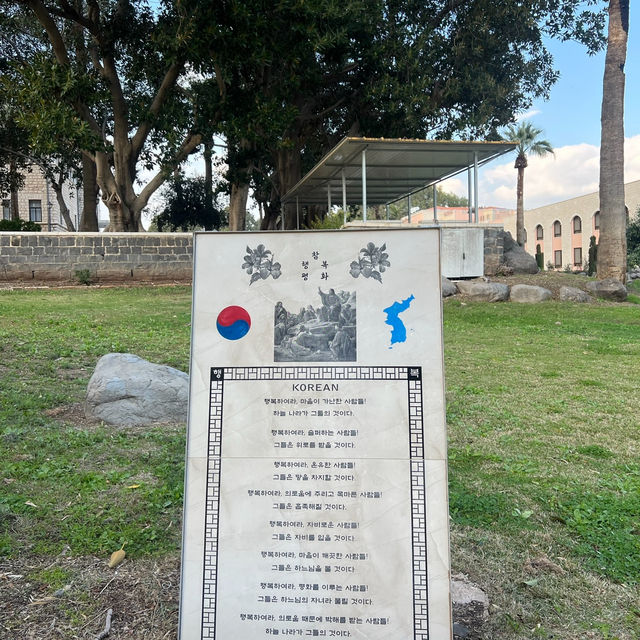 참
행 복
평 화
행 복
KOREAN
행복하여라, 마음이 가난한 사람들!
하늘 나라가 그들의 것이다.
행복하여라, 슬퍼하는 사람들!
그들은 위로를 받을 것이다.
행복하여라, 온유한 사람들!
그들은 땅을 차지할 것이다.
행복하여라, 의로움에 주리고 목마른 사람들!
그들은 흡족해질 것이다.
행복하여라, 자비로운 사람들!
그들은 자비를 입을 것이다.
행복하여라, 마음이 깨끗한 사람들!
그들은 하느님을 볼 것이다.
행복하여라, 평화를 이루는 사람들!
그들은 하느님의 자녀라 불릴 것이다.
행복하여라, 의로움 때문에 박해를 받는 사람들!
하늘 나라가 그들의 것이다.